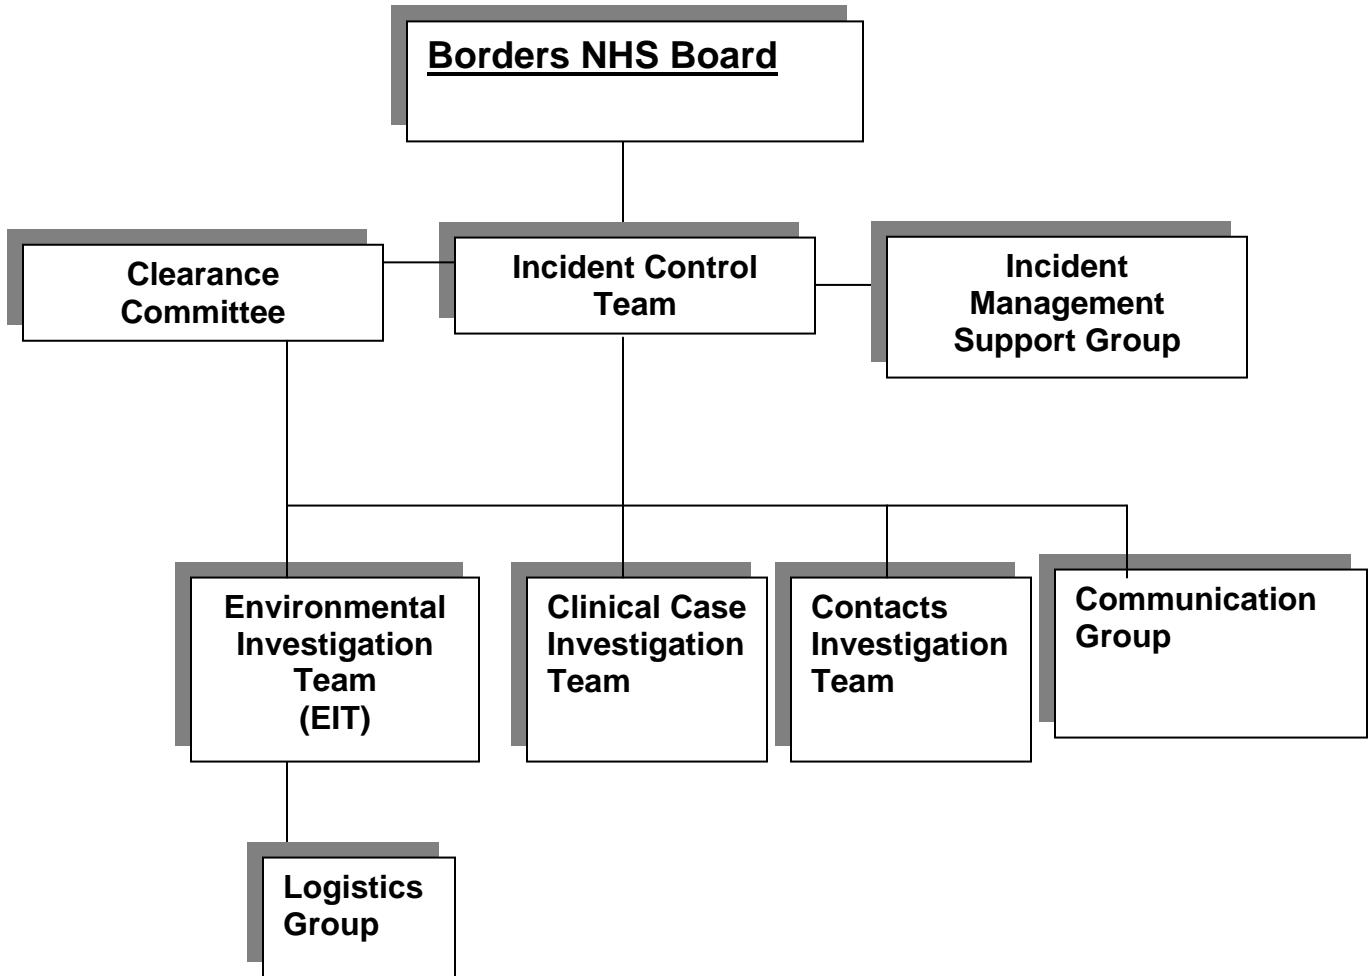 Borders NHS Board
Clearance
Committee
Incident Control
Team
Incident
Management
Support Group
Environmental
Investigation
Team
(EIT)
Clinical Case
Investigation
Team
Contacts
Investigation
Team
Communication
Group
Logistics
Group